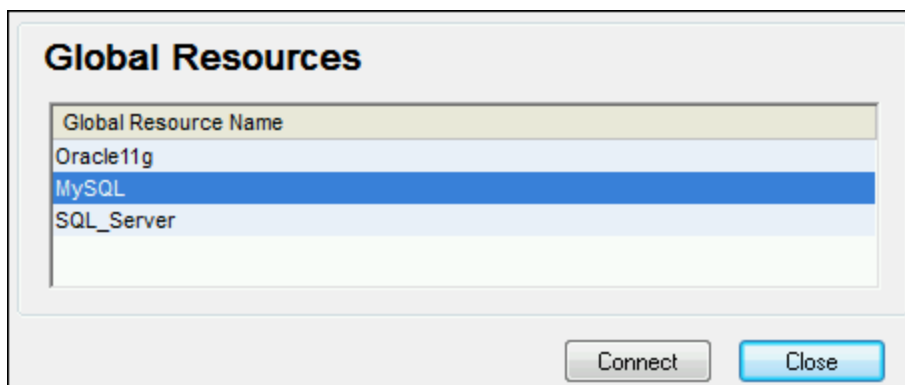 Global Resources
Global Resource Name
Oracle11g
MySQL
SQL_Server
Connect
Close